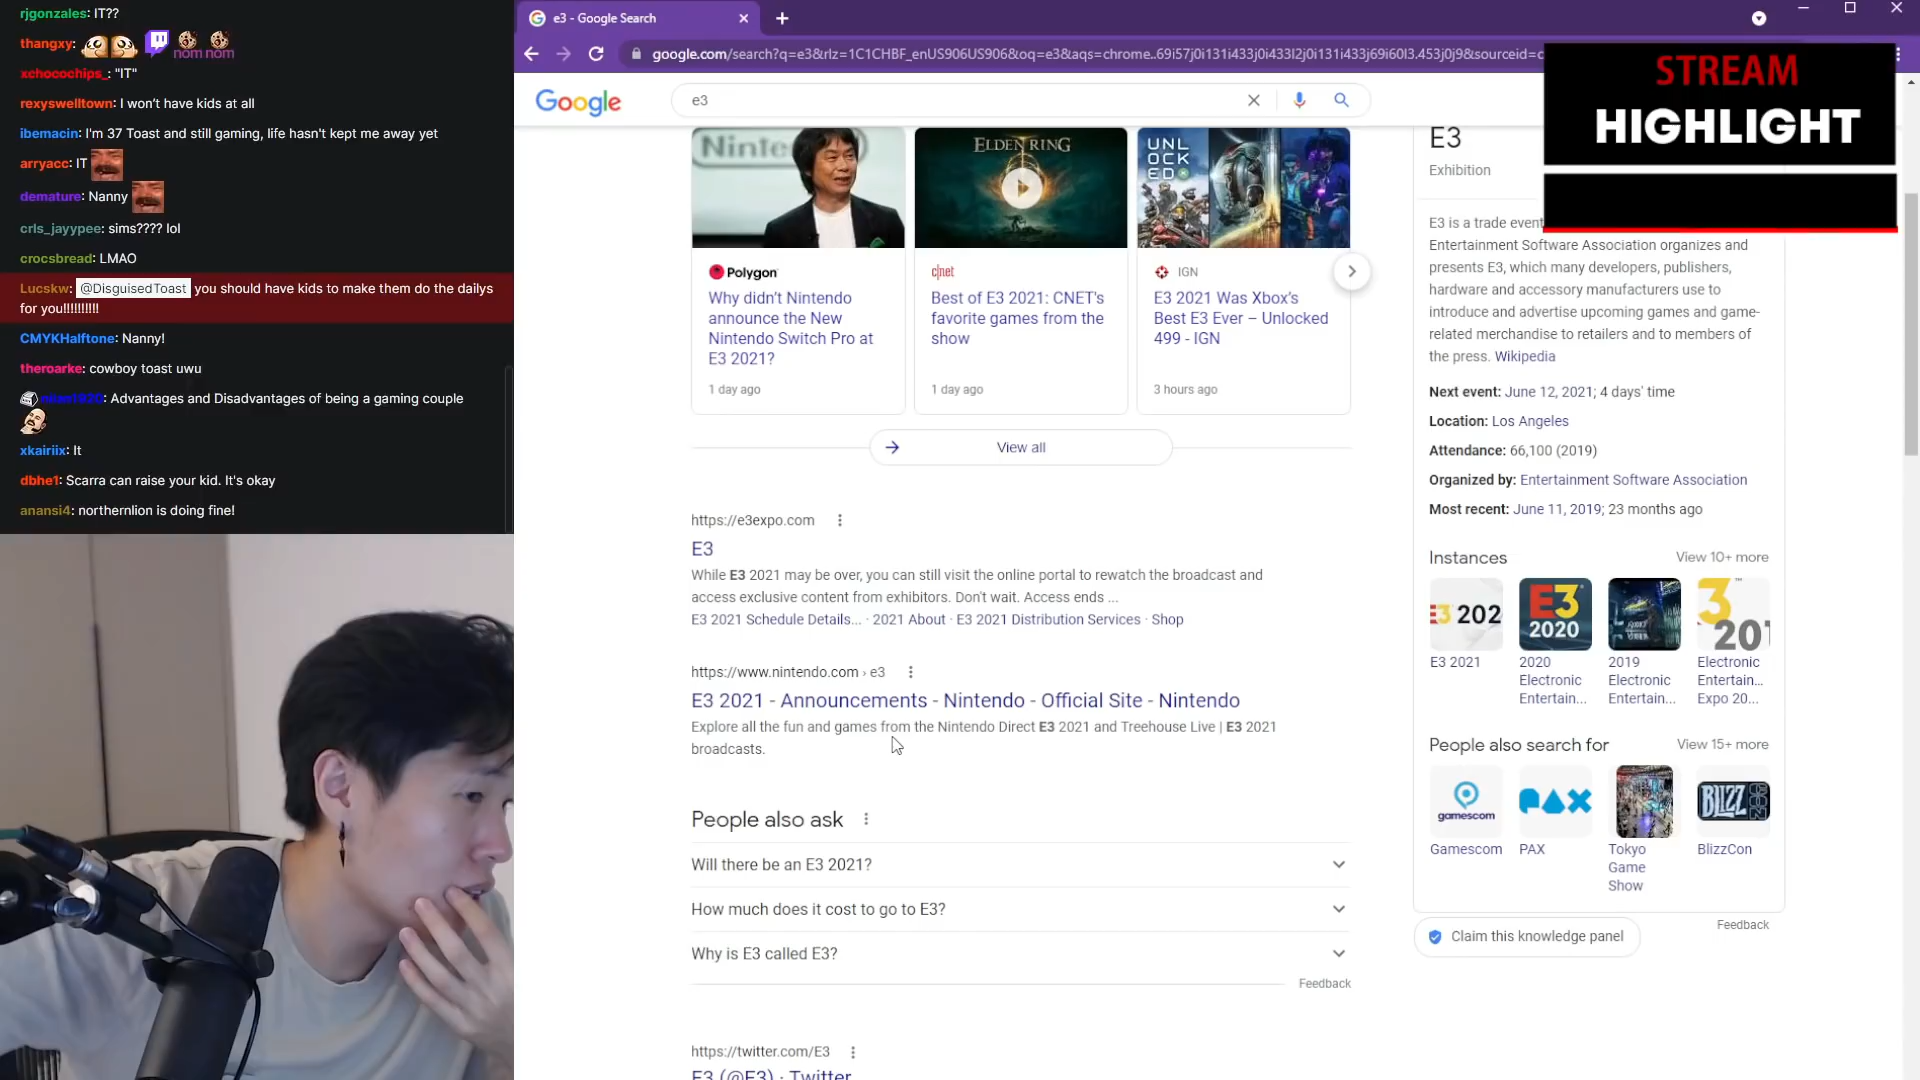 rjgonzales: IT??
thangxy:
nom nom
xchocochips_: "IT"
rexyswelltown: I won't have kids at all
ibemacin: I'm 37 Toast and still gaming, life hasn't kept me away yet
arryacc: IT
demature: Nanny
crls_jayypee: sims???? lol
crocsbread: LMAO
Lucskw: @DisguisedToast you should have kids to make them do the dailys
for you!!!!!!!!!!
CMYKHalftone: Nanny!
theroarke: cowboy toast uwu
Advantages and Disadvantages of being a gaming couple
xkairiix: It
dbhe1: Scarra can raise your kid. It's okay
anansi4: northernlion is doing fine!
e3 - Google Search
google.com/search?q=e3&rlz=1C1CHBF_enUS906US906&oq=e3&aqs=chrome..69i57j0i131i433j0i433l2j0i131i433j69i60l3.453j0j9&sourceid=c
STREAM
HIGHLIGHT
Google
e3
Ninte
ELDEN RING
UNL
OCK
ED
Polygon
Why didn't Nintendo
announce the New
Nintendo Switch Pro at
E3 2021?
1 day ago
c|net
Best of E3 2021: CNET's
favorite games from the
show
1 day ago
IGN
E3 2021 Was Xbox's
Best E3 Ever – Unlocked
499 - IGN
3 hours ago
View all
https://e3expo.com
E3
While E3 2021 may be over, you can still visit the online portal to rewatch the broadcast and
access exclusive content from exhibitors. Don't wait. Access ends ...
E3 2021 Schedule Details... · 2021 About · E3 2021 Distribution Services · Shop
https://www.nintendo.com › e3
E3 2021 - Announcements - Nintendo - Official Site - Nintendo
Explore all the fun and games from the Nintendo Direct E3 2021 and Treehouse Live | E3 2021
broadcasts.
People also ask
Will there be an E3 2021?
How much does it cost to go to E3?
Why is E3 called E3?
Feedback
https://twitter.com/E3
E3 (@E3) · Twitter
E3
Exhibition
E3 is a trade event
Entertainment Software Association organizes and
presents E3, which many developers, publishers,
hardware and accessory manufacturers use to
introduce and advertise upcoming games and game-
related merchandise to retailers and to members of
the press. Wikipedia
Next event: June 12, 2021; 4 days' time
Location: Los Angeles
Attendance: 66,100 (2019)
Organized by: Entertainment Software Association
Most recent: June 11, 2019; 23 months ago
Instances
View 10+ more
E3 202
E3
2020
3
201
E3 2021
2020
Electronic
Entertain...
2019
Electronic
Entertain...
Electronic
Entertain...
Expo 20...
People also search for
View 15+ more
gamescom
PAX
BLIZZ
CON
Gamescom
PAX
Tokyo
Game
Show
BlizzCon
Feedback
Claim this knowledge panel